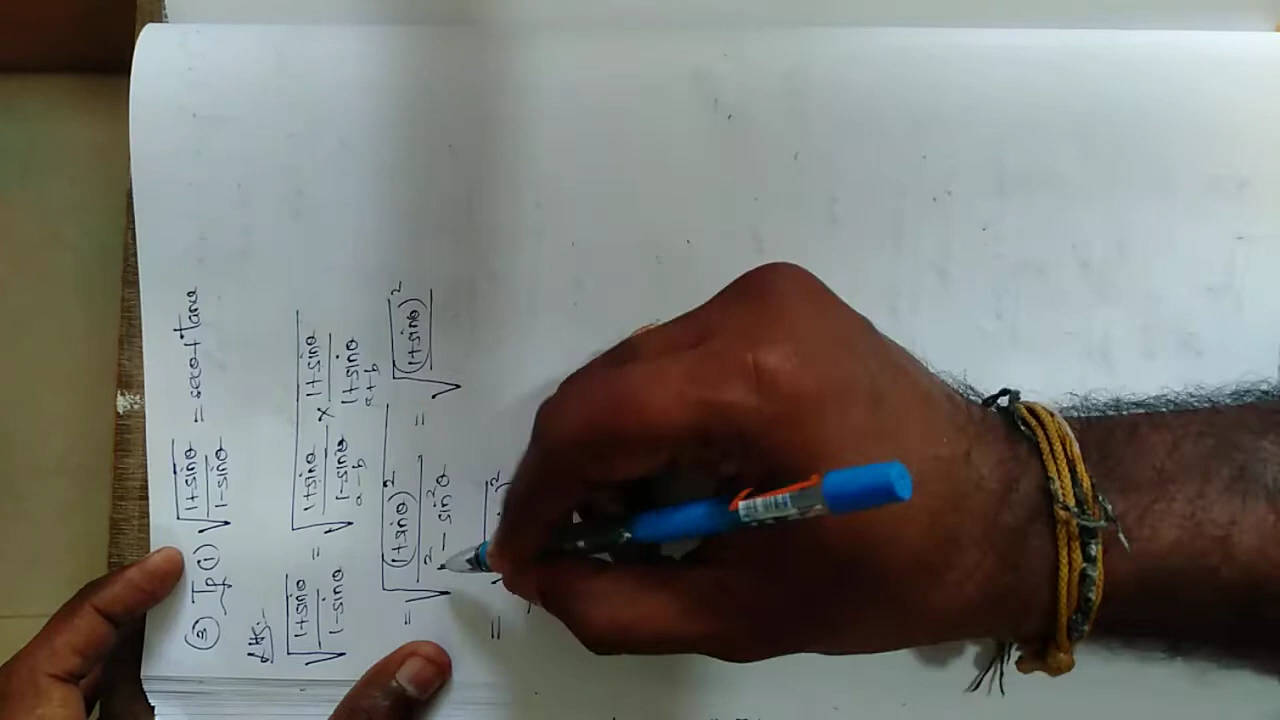 ③ Tp (i) √(1+sinθ / 1-sinθ) = secθ+tanθ
LHS:-
√(1+sinθ / 1-sinθ) = √(1+sinθ / 1-sinθ × 1+sinθ / 1+sinθ)
a-b a+b
= √((1+sinθ)² / 1² - sin²θ) = √((1+sinθ)²
= √ )²